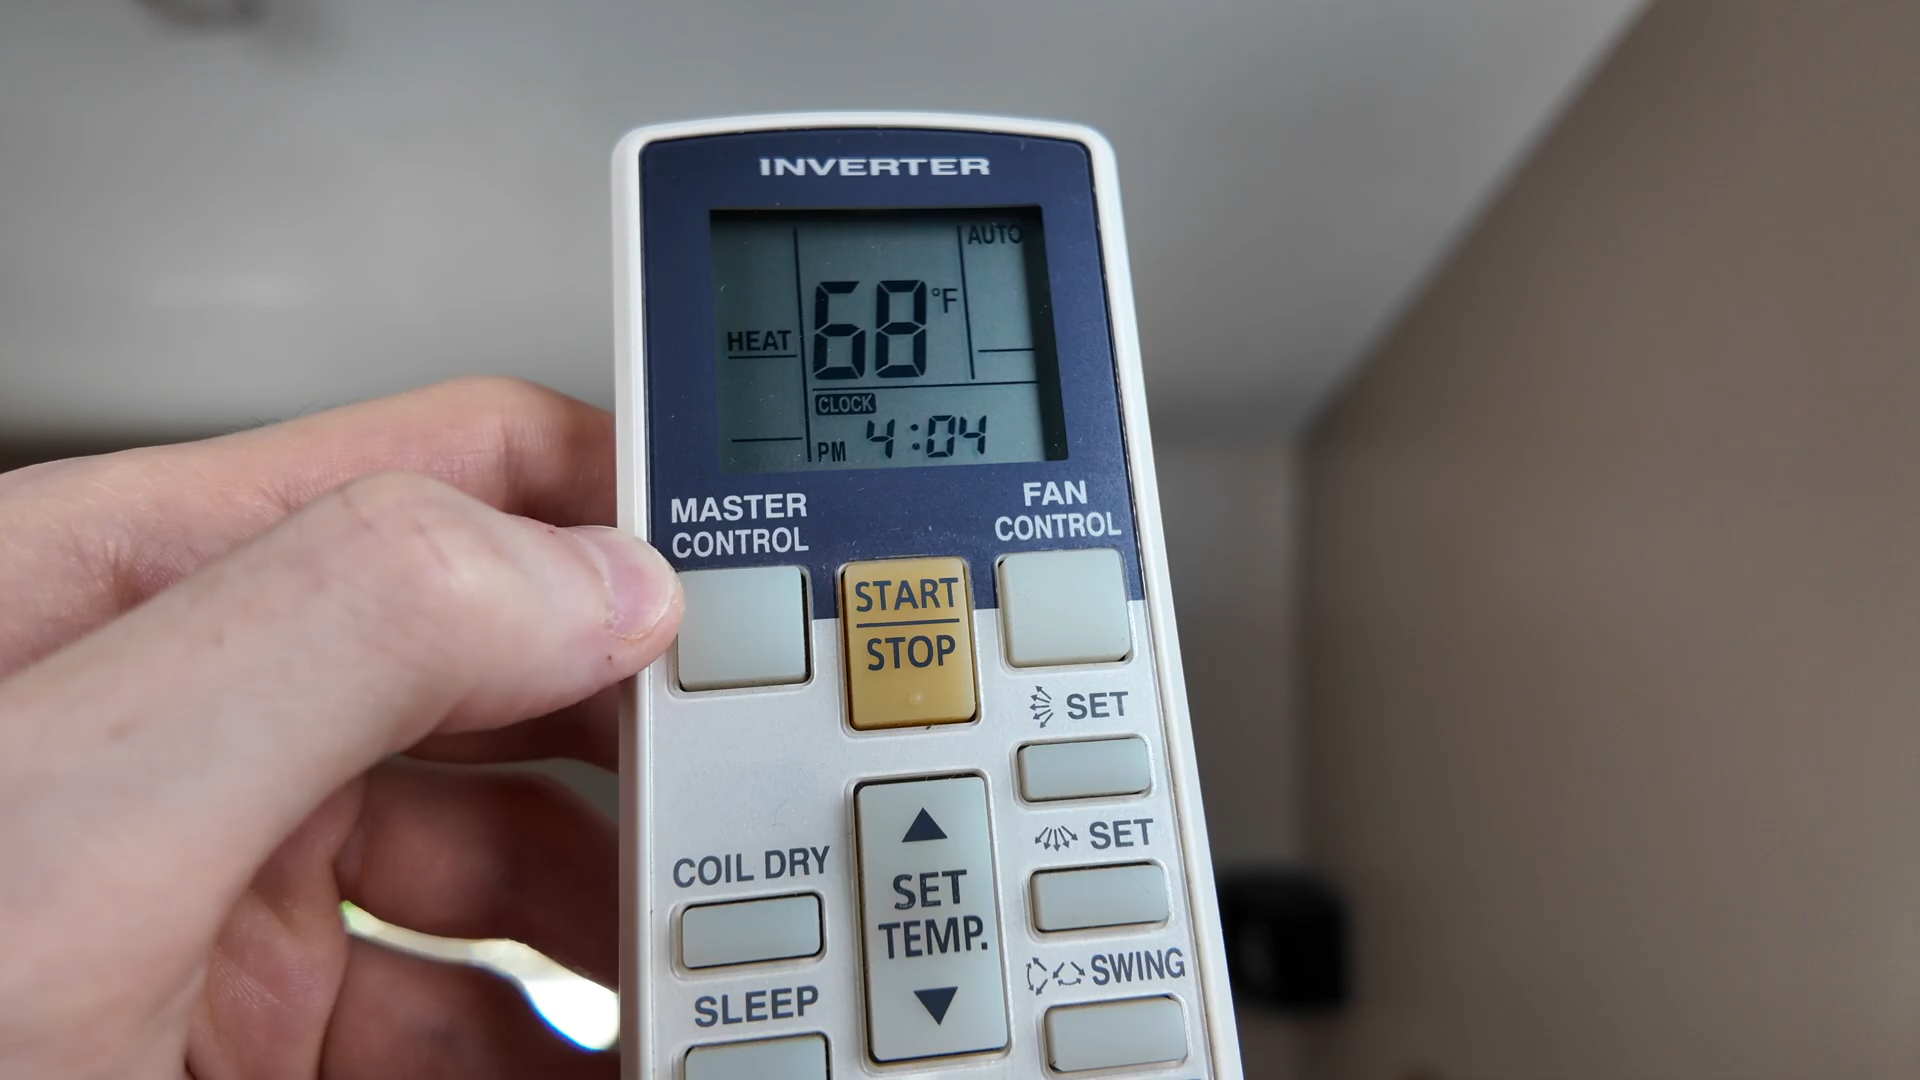 INVERTER
AUTO
68°F
HEAT
CLOCK
PM 4:04
MASTER
CONTROL
FAN
CONTROL
START
STOP
SET
SET
TEMP.
COIL DRY
SET
SWING
SLEEP